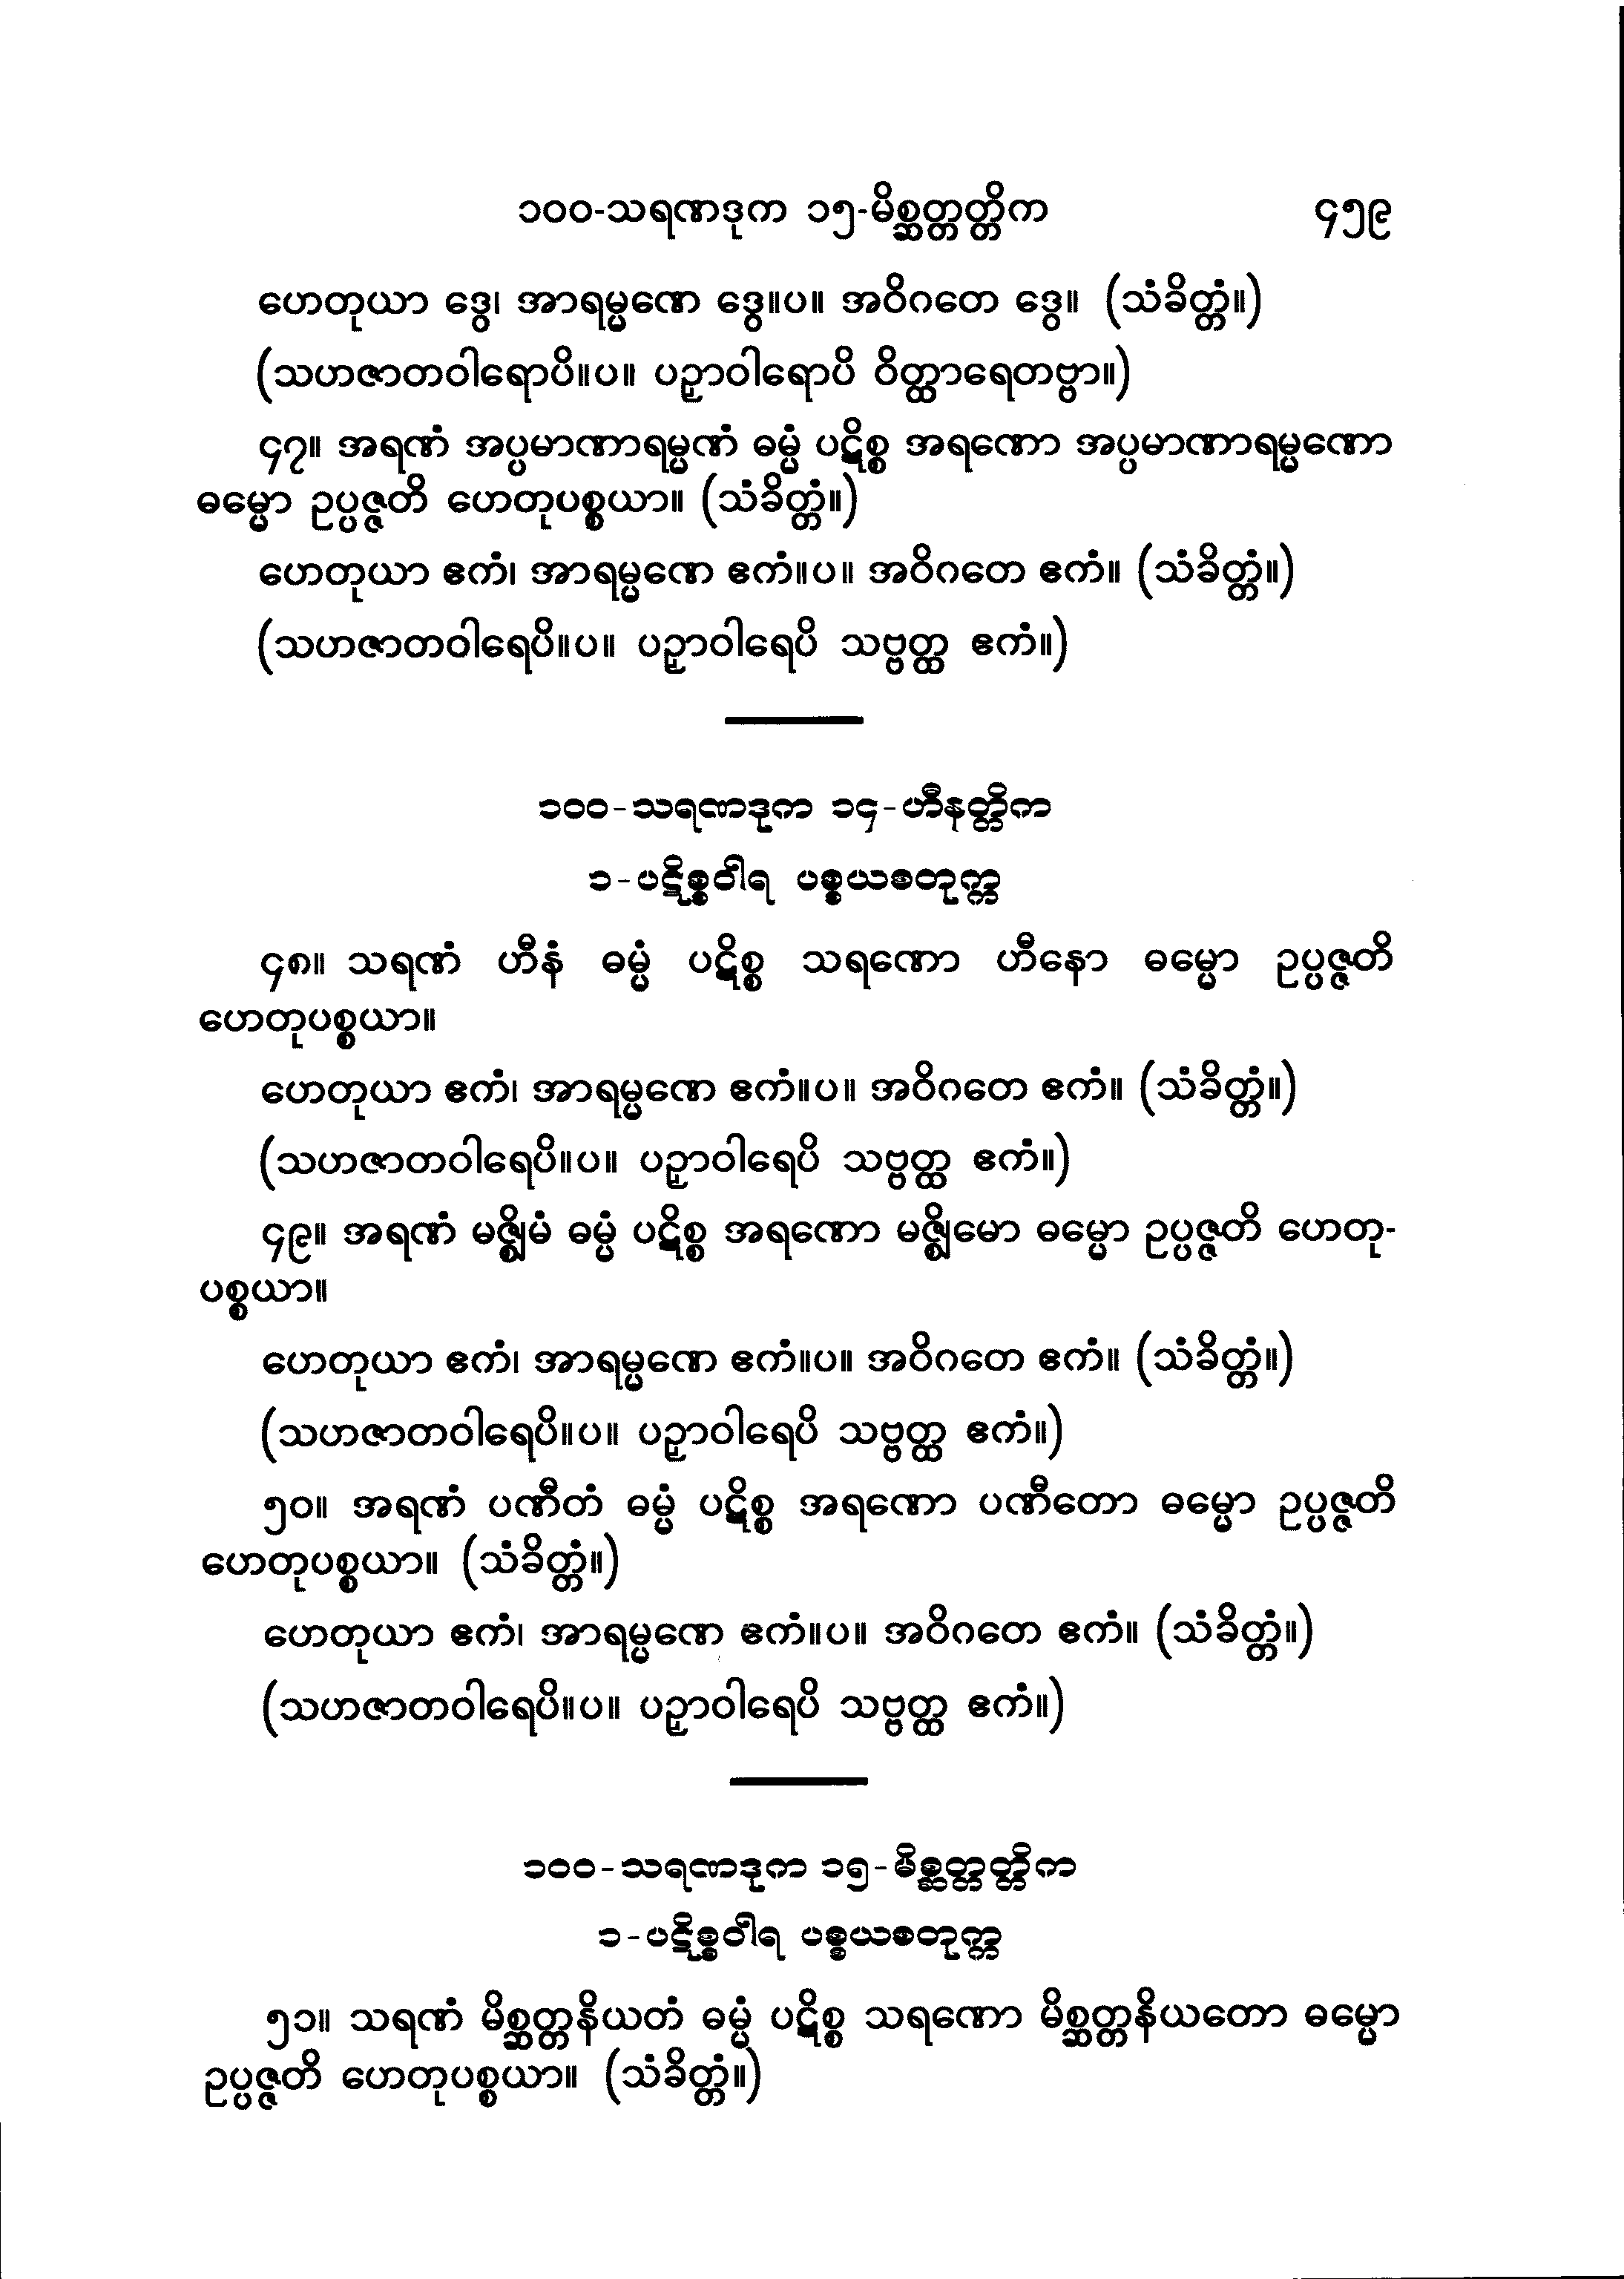 ၁၀၀-သရဏဒုက ၁၅-မိစ္ဆတ္တတ္တိက ၄၅၉
ဟေတုယာ ဒွေ၊ အာရမ္မဏေ ဒွေ။ပ။ အဝိဂတေ ဒွေ။ (သံခိတ္တံ။)
(သဟဇာတဝါရောပိ။ပ။ ပဉှာဝါရောပိ ဝိတ္ထာရေတဗ္ဗာ။)
၄၇။ အရဏံ အပ္ပမာဏာရမ္မဏံ ဓမ္မံ ပဋိစ္စ အရဏော အပ္ပမာဏာရမ္မဏော
ဓမ္မော ဥပ္ပဇ္ဇတိ ဟေတုပစ္စယာ။ (သံခိတ္တံ။)
ဟေတုယာ ဧကံ၊ အာရမ္မဏေ ဧကံ။ပ။ အဝိဂတေ ဧကံ။ (သံခိတ္တံ။)
(သဟဇာတဝါရေပိ။ပ။ ပဉှာဝါရေပိ သဗ္ဗတ္ထ ဧကံ။)
၁၀၀-သရဏဒုက ၁၄-ဟီနတ္တိက
၁-ပဋိစ္စဝါရ ပစ္စယစတုက္က
၄၈။ သရဏံ ဟီနံ ဓမ္မံ ပဋိစ္စ သရဏော ဟီနော ဓမ္မော ဥပ္ပဇ္ဇတိ
ဟေတုပစ္စယာ။
ဟေတုယာ ဧကံ၊ အာရမ္မဏေ ဧကံ။ပ။ အဝိဂတေ ဧကံ။ (သံခိတ္တံ။)
(သဟဇာတဝါရေပိ။ပ။ ပဉှာဝါရေပိ သဗ္ဗတ္ထ ဧကံ။)
၄၉။ အရဏံ မဇ္ဈိမံ ဓမ္မံ ပဋိစ္စ အရဏော မဇ္ဈိမော ဓမ္မော ဥပ္ပဇ္ဇတိ ဟေတု-
ပစ္စယာ။
ဟေတုယာ ဧကံ၊ အာရမ္မဏေ ဧကံ။ပ။ အဝိဂတေ ဧကံ။ (သံခိတ္တံ။)
(သဟဇာတဝါရေပိ။ပ။ ပဉှာဝါရေပိ သဗ္ဗတ္ထ ဧကံ။)
၅၀။ အရဏံ ပဏီတံ ဓမ္မံ ပဋိစ္စ အရဏော ပဏီတော ဓမ္မော ဥပ္ပဇ္ဇတိ
ဟေတုပစ္စယာ။ (သံခိတ္တံ။)
ဟေတုယာ ဧကံ၊ အာရမ္မဏေ ဧကံ။ပ။ အဝိဂတေ ဧကံ။ (သံခိတ္တံ။)
(သဟဇာတဝါရေပိ။ပ။ ပဉှာဝါရေပိ သဗ္ဗတ္ထ ဧကံ။)
၁၀၀-သရဏဒုက ၁၅-မိစ္ဆတ္တတ္တိက
၁-ပဋိစ္စဝါရ ပစ္စယစတုက္က
၅၁။ သရဏံ မိစ္ဆတ္တနိယတံ ဓမ္မံ ပဋိစ္စ သရဏော မိစ္ဆတ္တနိယတော ဓမ္မော
ဥပ္ပဇ္ဇတိ ဟေတုပစ္စယာ။ (သံခိတ္တံ။)